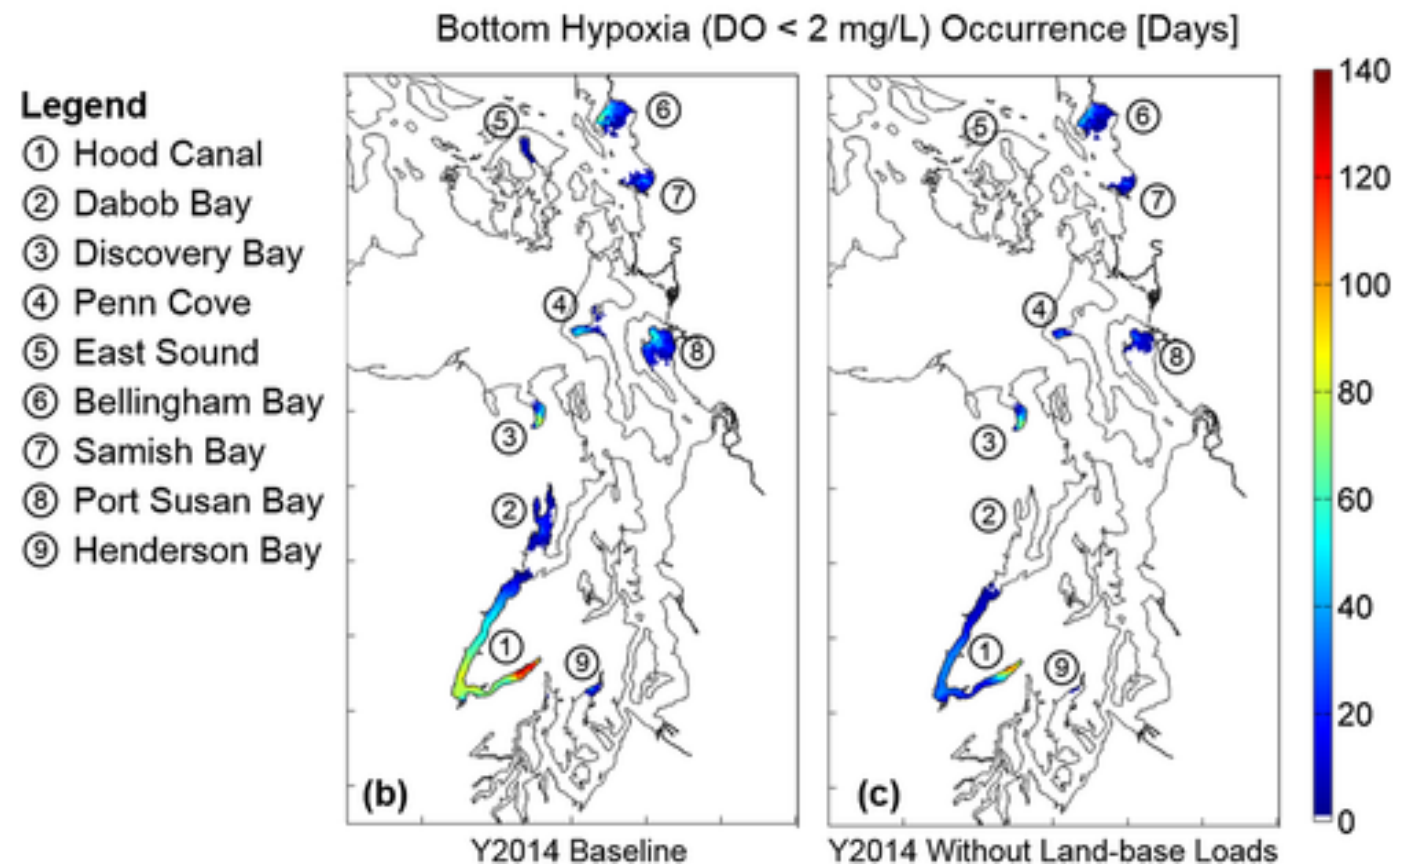 Bottom Hypoxia (DO < 2 mg/L) Occurrence [Days]
Legend
① Hood Canal
② Dabob Bay
③ Discovery Bay
④ Penn Cove
⑤ East Sound
⑥ Bellingham Bay
⑦ Samish Bay
⑧ Port Susan Bay
⑨ Henderson Bay
⑤
⑥
⑦
S
④
⑧
③
②
①
⑨
(b)
Y2014 Baseline
⑤
⑥
⑦
S
④
⑧
③
②
①
⑨
(c)
Y2014 Without Land-base Loads
140
120
100
80
60
40
20
0